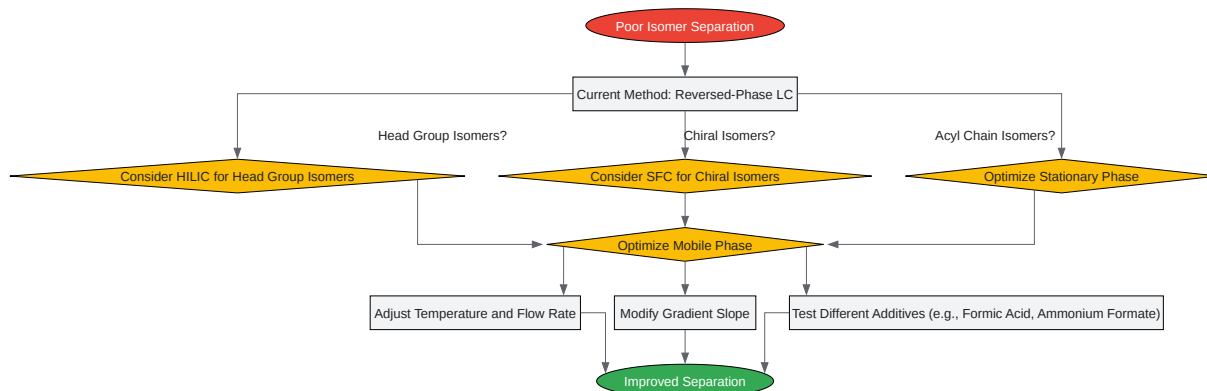 Poor Isomer Separation
Current Method: Reversed-Phase LC
Head Group Isomers?
Chiral Isomers?
Acyl Chain Isomers?
Consider HILIC for Head Group Isomers
Consider SFC for Chiral Isomers
Optimize Stationary Phase
Optimize Mobile Phase
Adjust Temperature and Flow Rate
Modify Gradient Slope
Test Different Additives (e.g., Formic Acid, Ammonium Formate)
Improved Separation